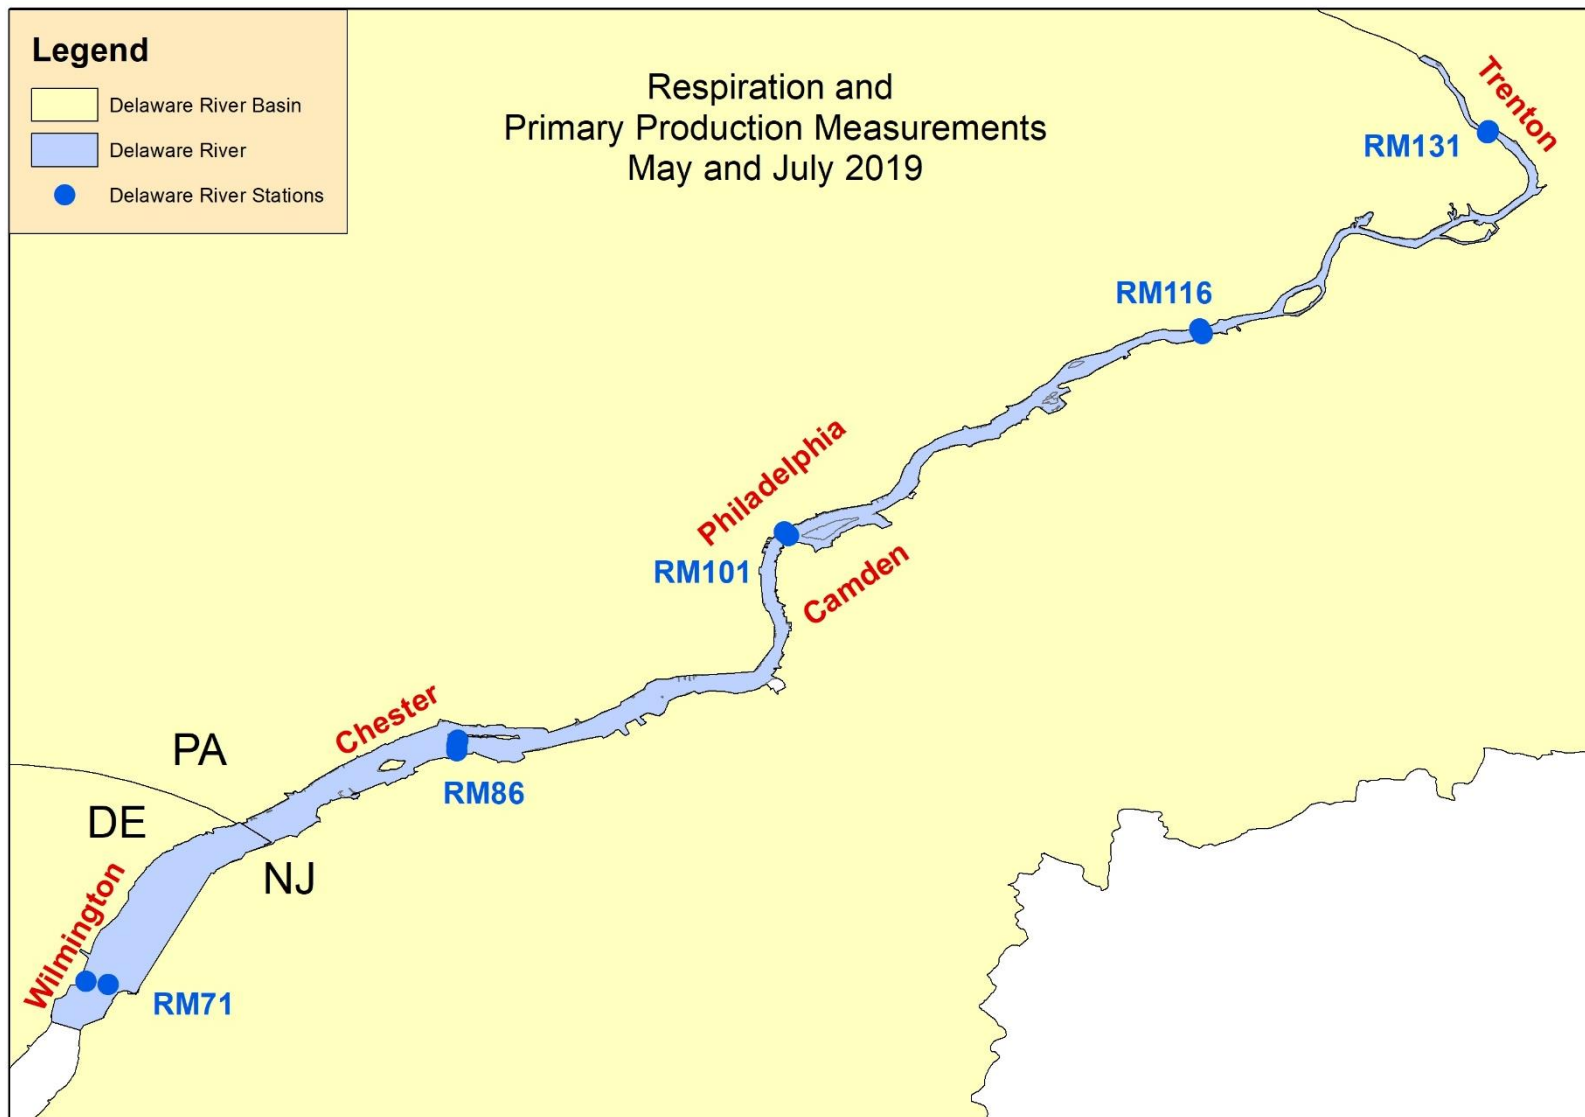 Legend
Delaware River Basin
Delaware River
Delaware River Stations
Respiration and
Primary Production Measurements
May and July 2019
Trenton
RM131
RM116
Philadelphia
RM101
Camden
Chester
PA
RM86
DE
NJ
Wilmington
RM71